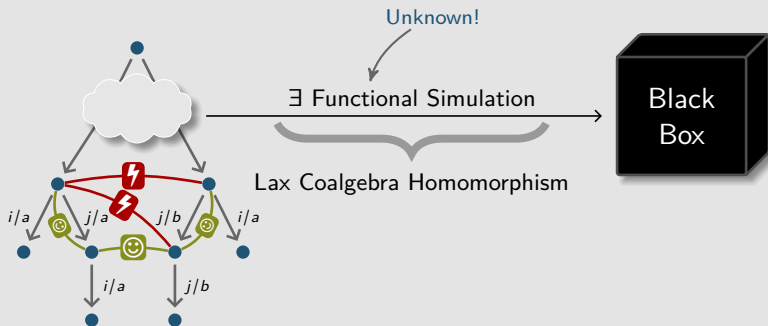 Unknown!
∃ Functional Simulation
Black
Box
Lax Coalgebra Homomorphism
i/a j/a j/b i/a
i/a j/b